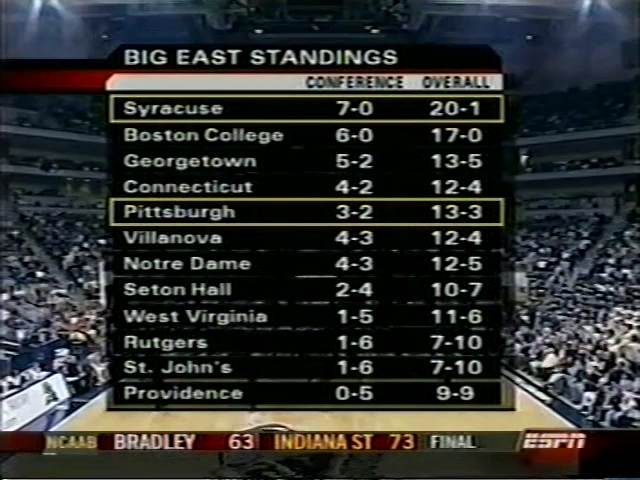 BIG EAST STANDINGS
CONFERENCE OVERALL
Syracuse 7-0 20-1
Boston College 6-0 17-0
Georgetown 5-2 13-5
Connecticut 4-2 12-4
Pittsburgh 3-2 13-3
Villanova 4-3 12-4
Notre Dame 4-3 12-5
Seton Hall 2-4 10-7
West Virginia 1-5 11-6
Rutgers 1-6 7-10
St. John's 1-6 7-10
Providence 0-5 9-9
NCAAB BRADLEY 63 INDIANA ST 73 FINAL ESPN